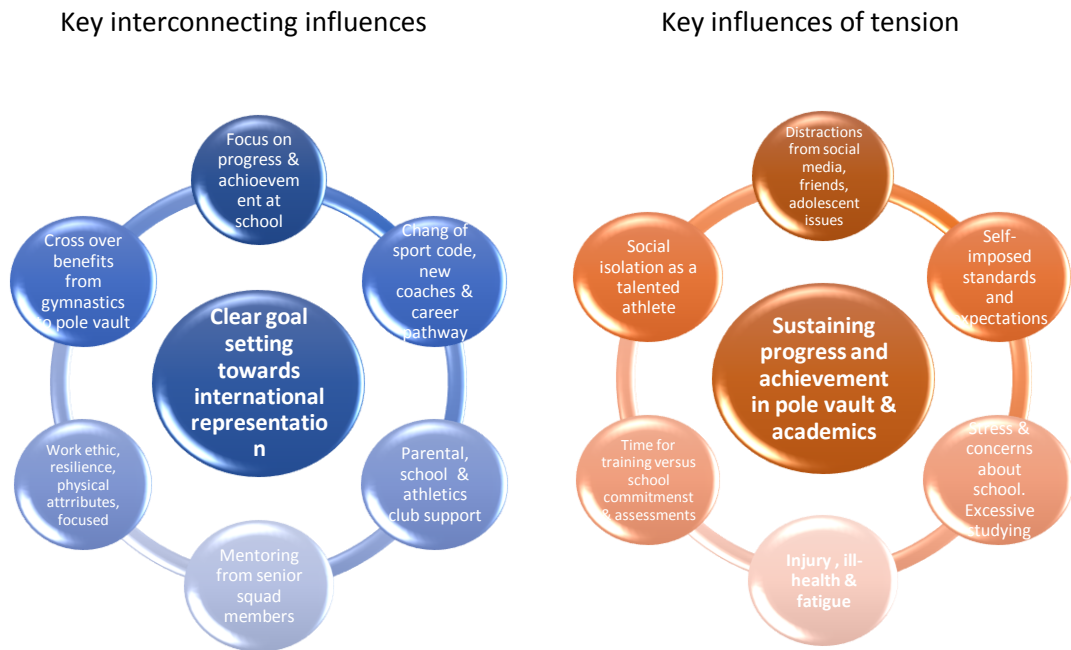 Key interconnecting influences
Focus on
progress &
achioevem
ent at
school
Chang of
sport code,
new
coaches &
career
pathway
Parental,
school & 
athletics
club support
Mentoring
from senior
squad
members
Work ethic,
resilience,
physical
attrributes,
focused
Cross over
benefits
from
gymnastics
to pole vault
Clear goal
setting
towards
international
representatio
n
Key influences of tension
Distractions
from social
media,
friends,
adolescent
issues
Self-
imposed
standards
and
expectations
Stress &
concerns
about
school.
Excessive
studying
Injury , ill-
health &
fatigue
Time for
training versus
school
commitmenst
& assessments
Social
isolation as a
talented
athlete
Sustaining
progress and
achievement
in pole vault &
academics